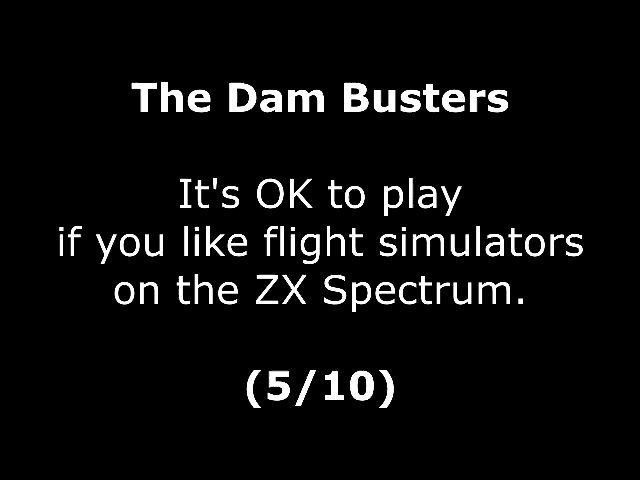 The Dam Busters
It's OK to play
if you like flight simulators
on the ZX Spectrum.
(5/10)